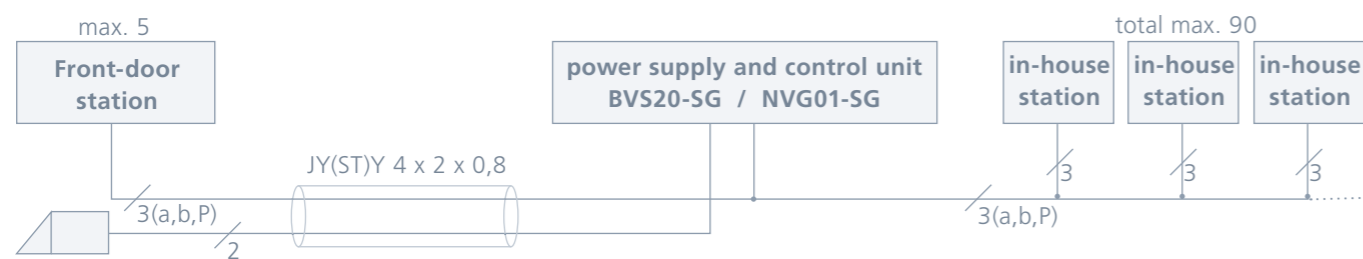 max. 5
Front-door
station
power supply and control unit
BVS20-SG / NVG01-SG
total max. 90
in-house
station
in-house
station
in-house
station
JY(ST)Y 4 x 2 x 0,8
3(a,b,P)
2
3(a,b,P)
3
3
3